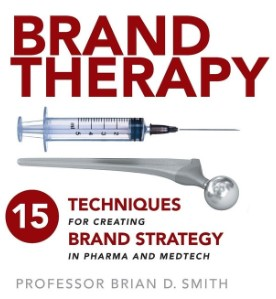 BRAND
THERAPY
15
TECHNIQUES
FOR CREATING
BRAND STRATEGY
IN PHARMA AND MEDTECH
PROFESSOR BRIAN D. SMITH